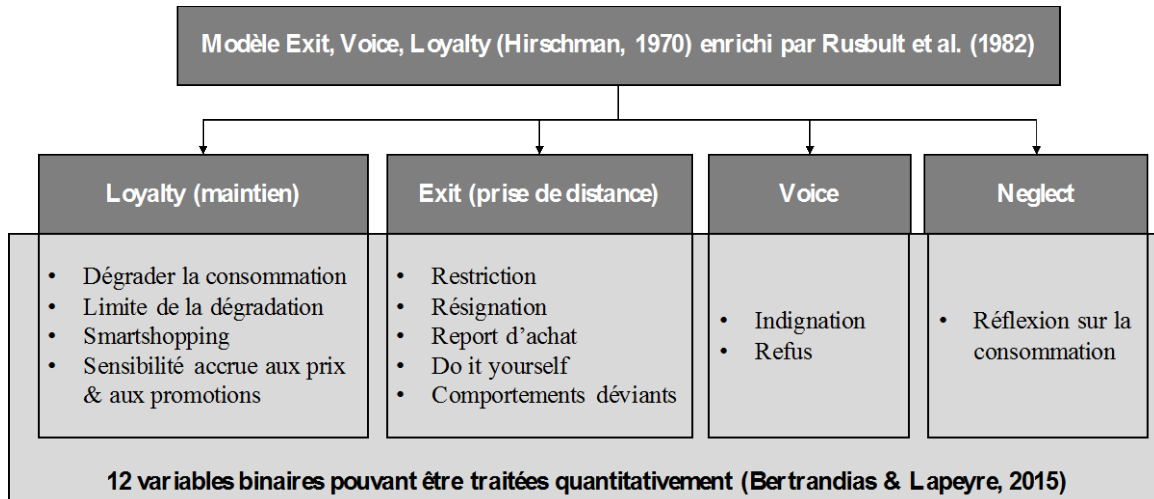 Modèle Exit, Voice, Loyalty (Hirschman, 1970) enrichi par Rusbult et al. (1982)
Loyalty (maintien)
• Dégrader la consommation
• Limite de la dégradation
• Smartshopping
• Sensibilité accrue aux prix
& aux promotions
Exit (prise de distance)
• Restriction
• Résignation
• Report d'achat
• Do it yourself
• Comportements déviants
Voice
• Indignation
• Refus
Neglect
• Réflexion sur la
consommation
12 variables binaires pouvant être traitées quantitativement (Bertrandias & Lapeyre, 2015)